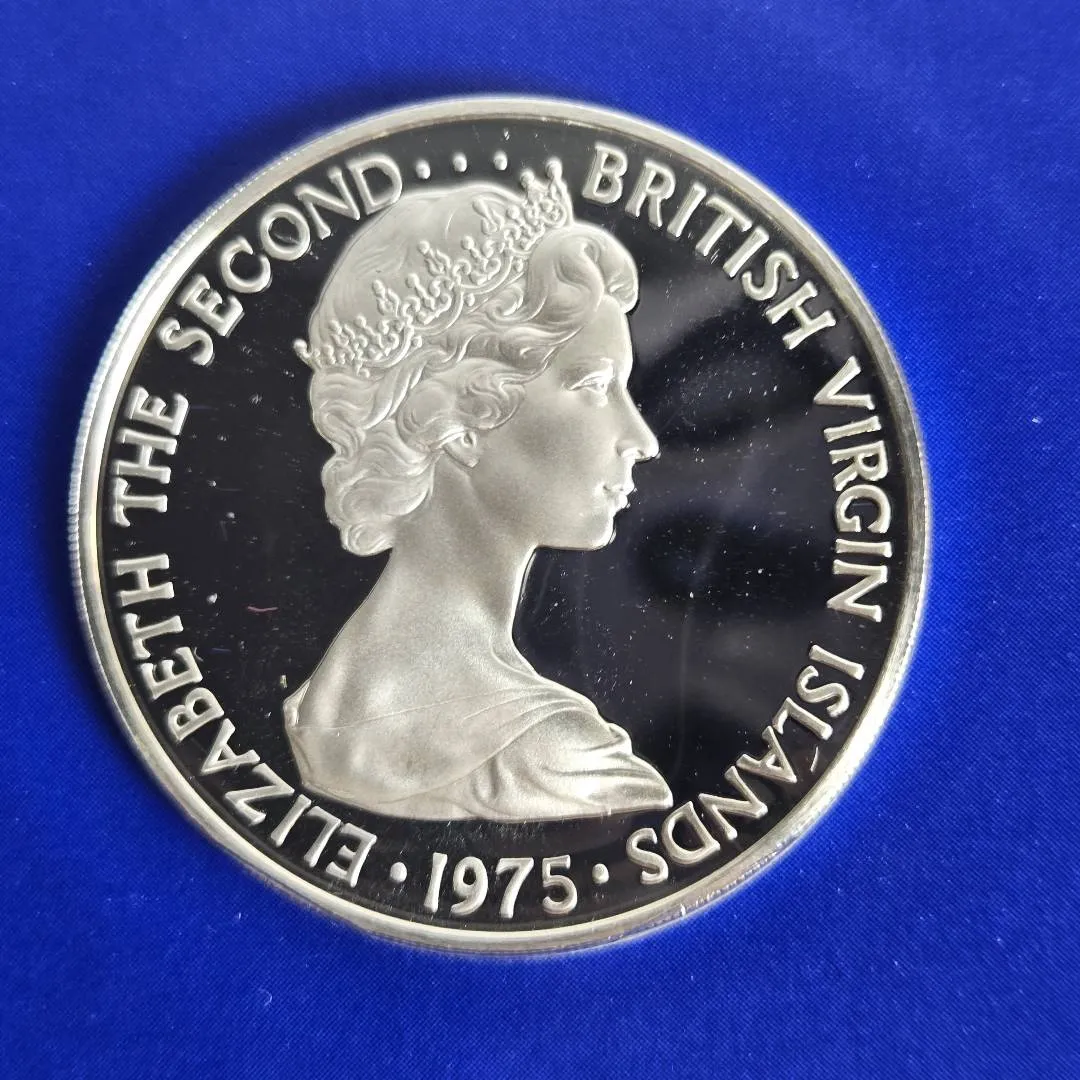 ELIZABETH THE SECOND · · · · · BRITISH VIRGIN ISLANDS
· 1975 ·